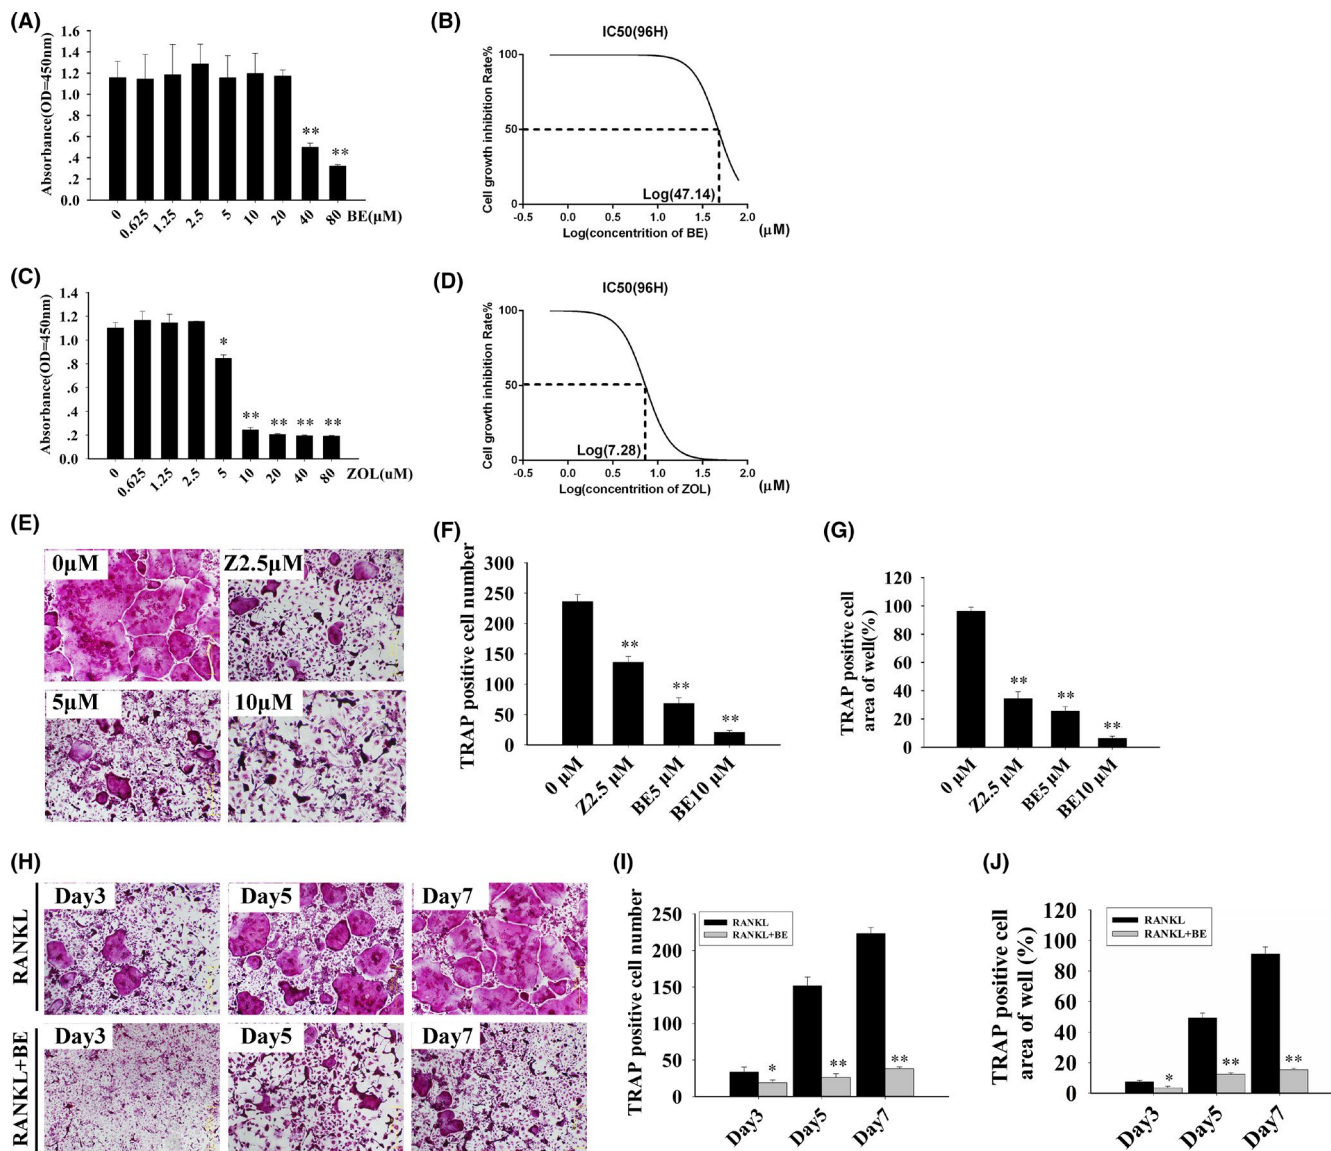 (A)
Absorbance(OD=450nm)
1.6
1.4
1.2
1.0
.8
.6
.4
.2
.0
**
**
0
0.625
1.25
2.5
5
10
20
40
80
BE(μM)
(B)
IC50(96H)
Cell growth inhibition Rate%
100
50
0
Log(47.14)
-0.5
0.0
0.5
1.0
1.5
2.0
Log(concentrition of BE)
(μM)
(C)
Absorbance(OD=450nm)
1.4
1.2
1.0
.8
.6
.4
.2
0.0
*
**
**
**
**
0
0.625
1.25
2.5
5
10
20
40
80
ZOL(uM)
(D)
IC50(96H)
Cell growth inhibition Rate%
100
50
0
Log(7.28)
-0.5
0.0
0.5
1.0
1.5
2.0
Log(concentrition of ZOL)
(μM)
(E)
0μM
Z2.5μM
5μM
10μM
(F)
TRAP positive cell number
300
250
200
150
100
50
0
**
**
**
0 μM
Z2.5 μM
BE5 μM
BE10 μM
(G)
TRAP positive cell
area of well(%)
120
100
80
60
40
20
0
**
**
**
0 μM
Z2.5 μM
BE5 μM
BE10 μM
(H)
RANKL
Day3
Day5
Day7
RANKL+BE
Day3
Day5
Day7
(I)
TRAP positive cell number
250
200
150
100
50
0
RANKL
RANKL+BE
*
**
**
Day3
Day5
Day7
(J)
TRAP positive cell
area of well (%)
120
100
80
60
40
20
0
RANKL
RANKL+BE
*
**
**
Day3
Day5
Day7